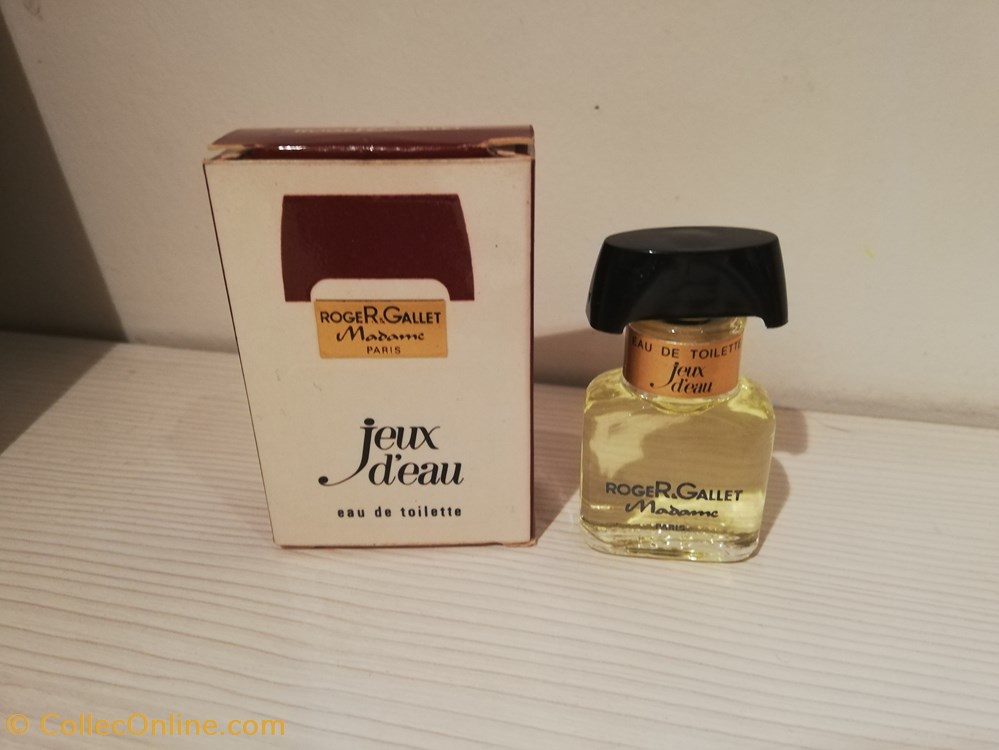 ROGER & GALLET
Madame
PARIS
jeux
d'eau
eau de toilette
EAU DE TOILETTE
jeux
d'eau
ROGER & GALLET
Madame
PARIS
© CollecOnline.com